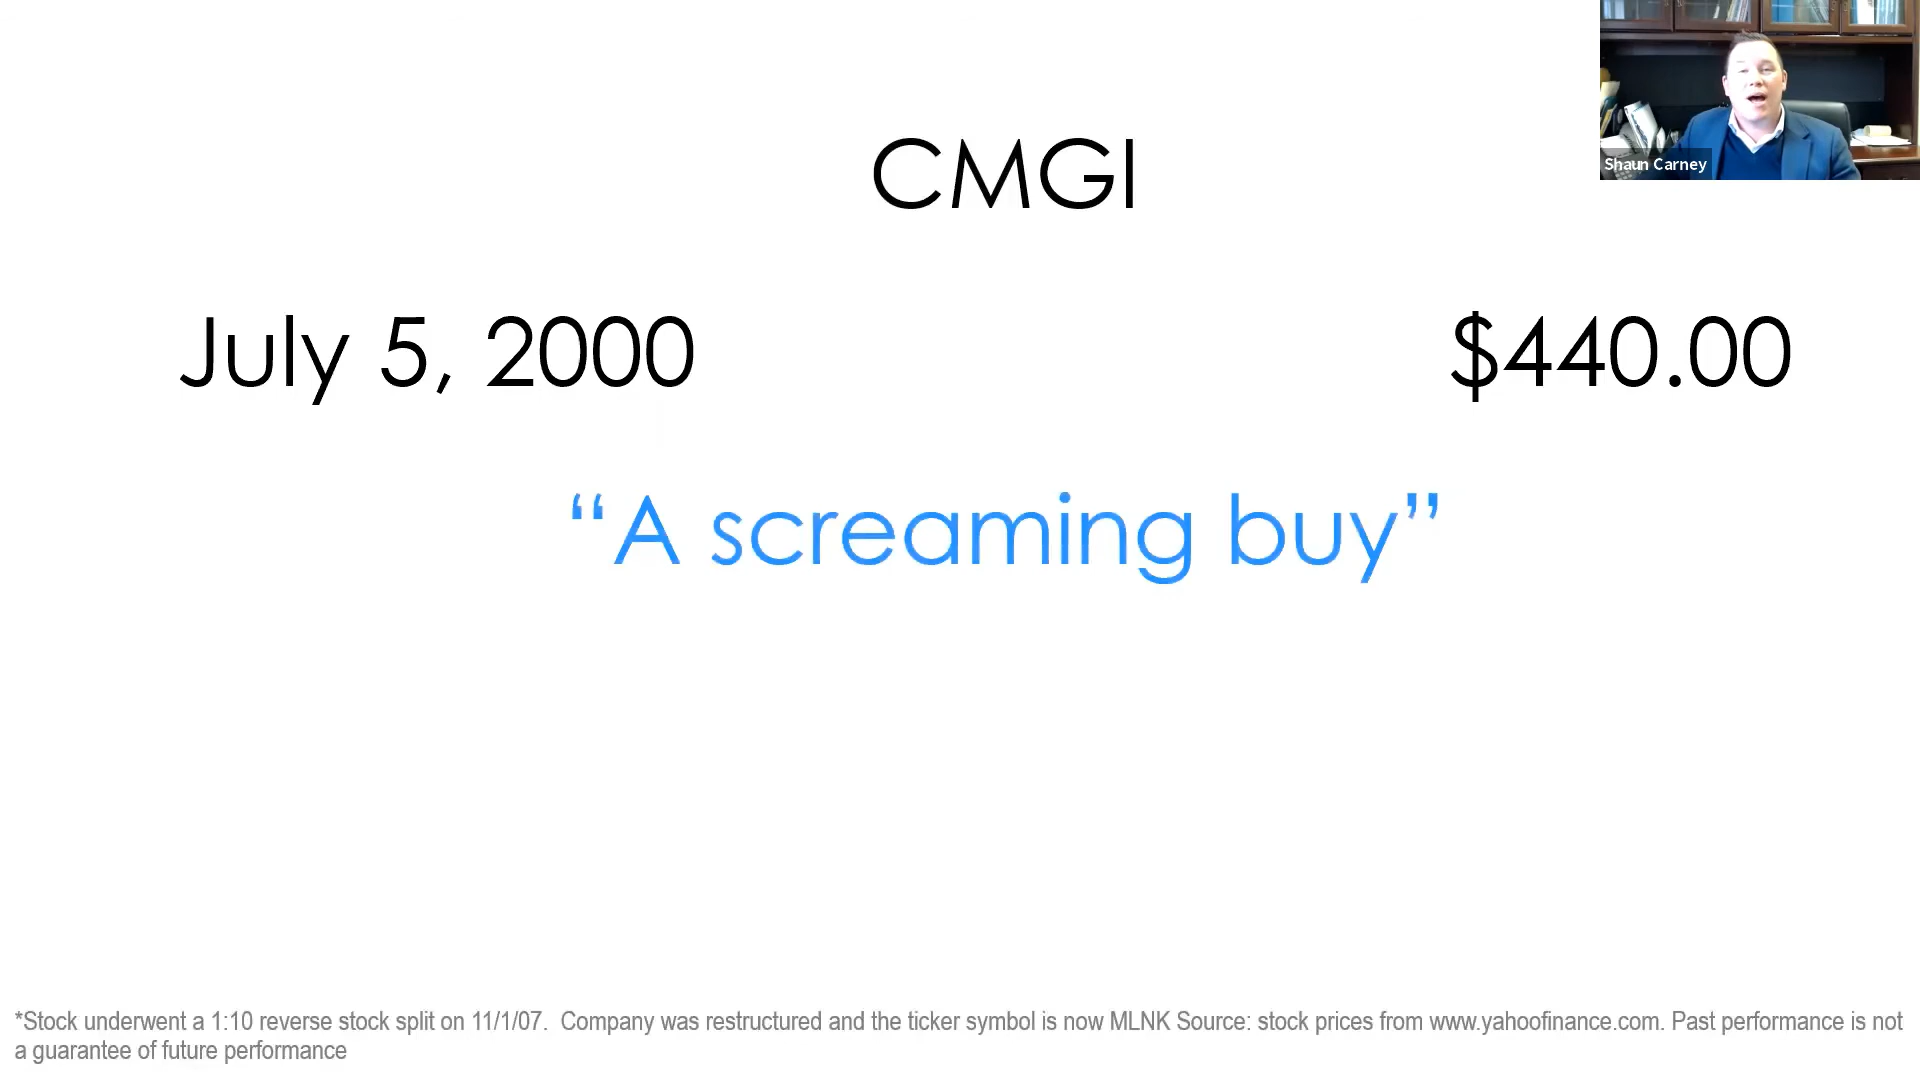 CMGI
Shaun Carney
July 5, 2000 $440.00
“A screaming buy”
*Stock underwent a 1:10 reverse stock split on 11/1/07.  Company was restructured and the ticker symbol is now MLNK Source: stock prices from www.yahoofinance.com. Past performance is not
a guarantee of future performance